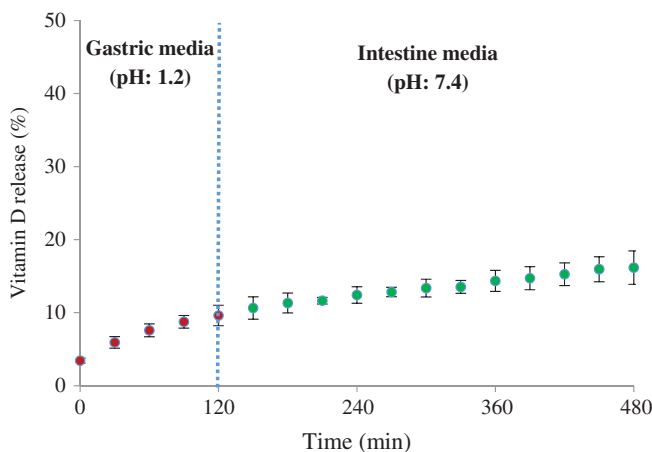 50
40
30
20
10
0
Vitamin D release (%)
Gastric media
(pH: 1.2)
Intestine media
(pH: 7.4)
0 120 240 360 480
Time (min)